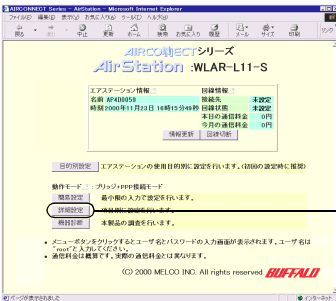 AIRCONNECT Series - AirStation - Microsoft Internet Explorer
ファイル(F) 編集(E) 表示(V) お気に入り(A) ツール(T) ヘルプ(H)
戻る 進む 中止 更新 ホーム 検索 お気に入り 履歴 メール サイズ 印刷 リンク
AIRCONNECTシリーズ
AirStation :WLAR-L11-S
エアステーション情報
回線情報
名前 AP4D0059
接続先 未設定
時刻 2000年11月23日 16時15分49秒
回線状態 未設定
本日の通信料金 0円
今月の通信料金 0円
情報更新 回線切断
目的別設定 エアステーションの使用目的別に設定を行います。(初回の設定時に推奨)
動作モード : ブリッジ+PPP接続モード
簡易設定 最小限の入力で設定を行います。
詳細設定 項目別に設定を行います。
機器診断 本製品の調査を行います。
• メニューボタンをクリックするとユーザ名とパスワードの入力画面が表示されます。ユーザ名は
"root"と入力してください。
• 通信料金は概算です。実際の料金とは異なります。
(C) 2000 MELCO INC. All rights reserved. BUFFALO
ページが表示されました
インターネット